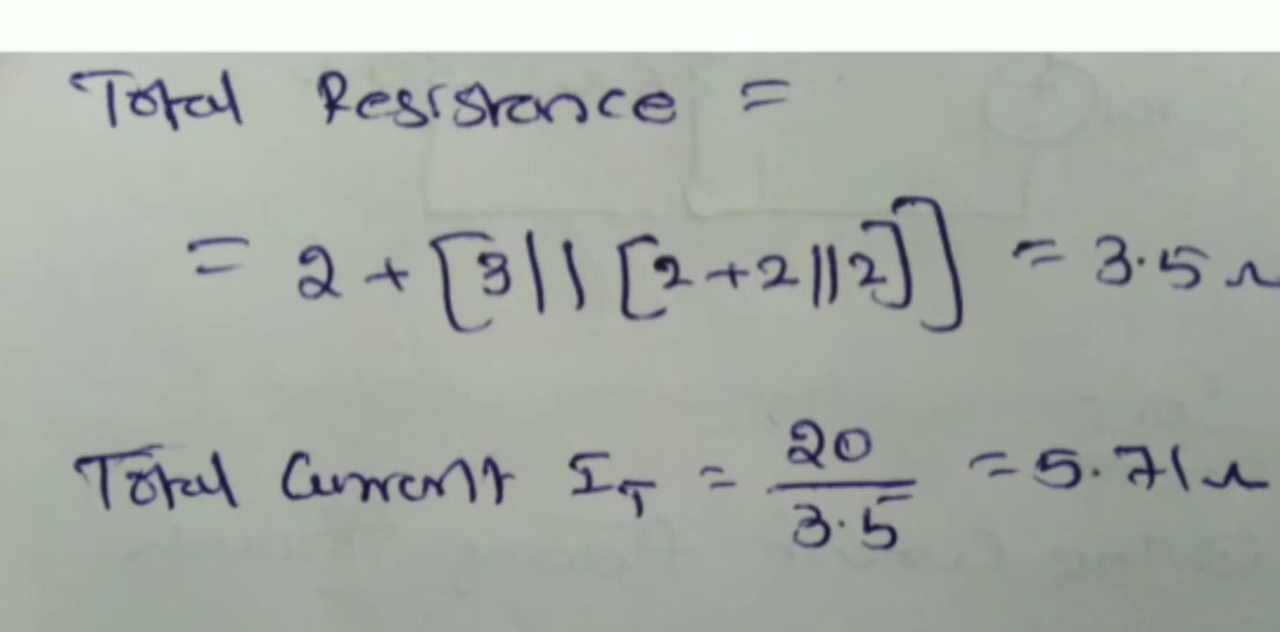 Total Resistance =
= 2 + [3 || [2+2||2]] = 3.5 Ω
Total Current I_T = 20/3.5 = 5.71 Ω